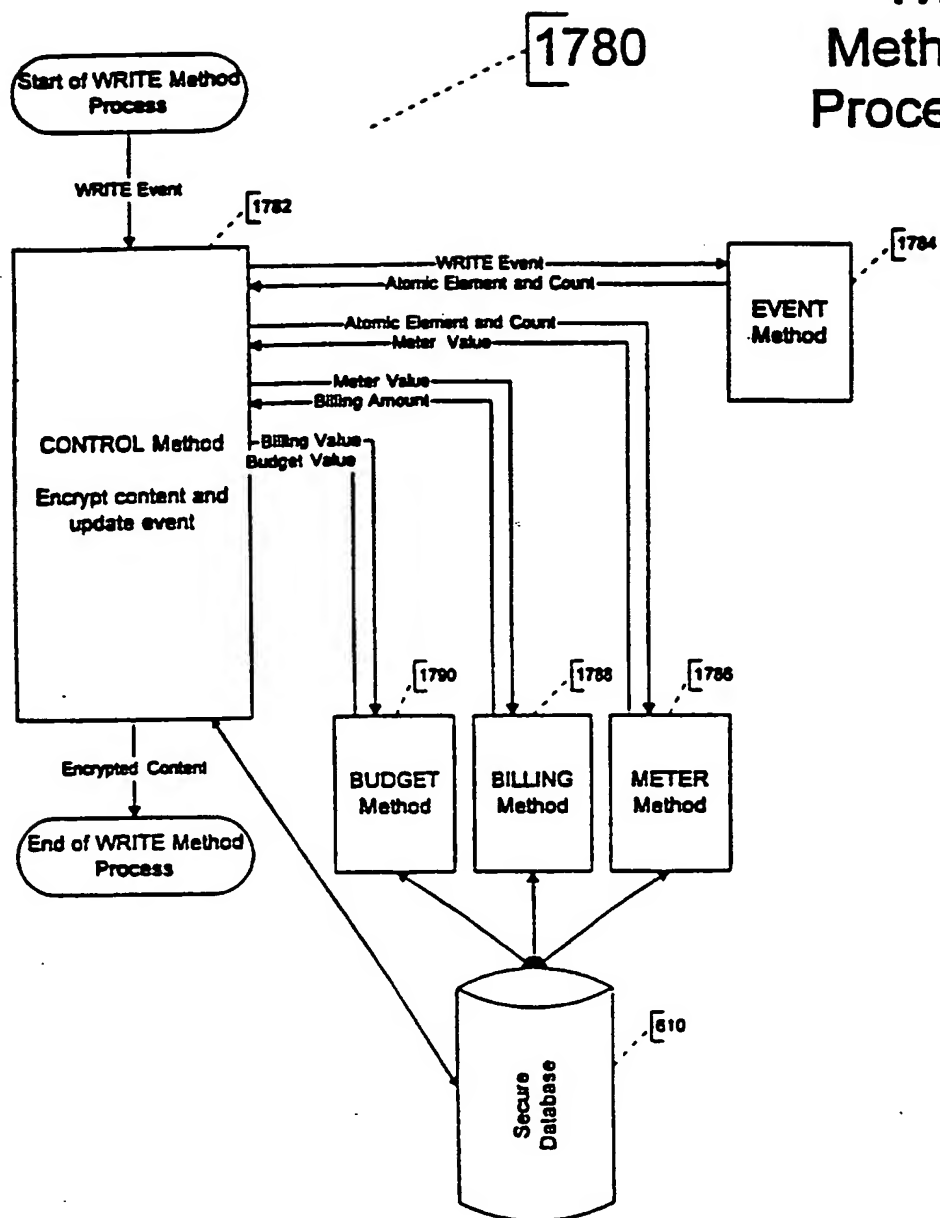 1780
Meth
Proce
Start of WRITE Method
Process
WRITE Event
1782
1784
WRITE Event
Atomic Element and Count
EVENT
Method
Atomic Element and Count
Meter Value
Meter Value
Billing Amount
CONTROL Method
Billing Value
Budget Value
Encrypt content and
update event
1790
1788
1786
BUDGET
Method
BILLING
Method
METER
Method
Encrypted Content
End of WRITE Method
Process
610
Secure
Database